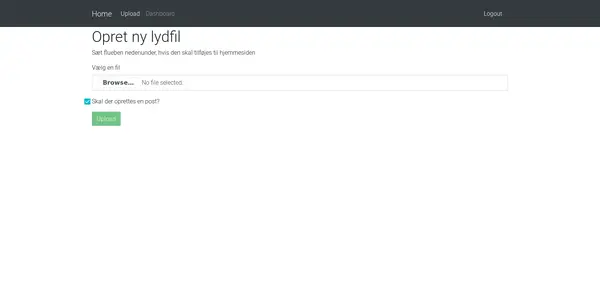 Home Upload Dashboard Logout
Opret ny lydfil
Sæt flueben nedenunder, hvis den skal tilføjes til hjemmesiden
Vælg en fil
Browse... No file selected.
Skal der oprettes en post?
Upload